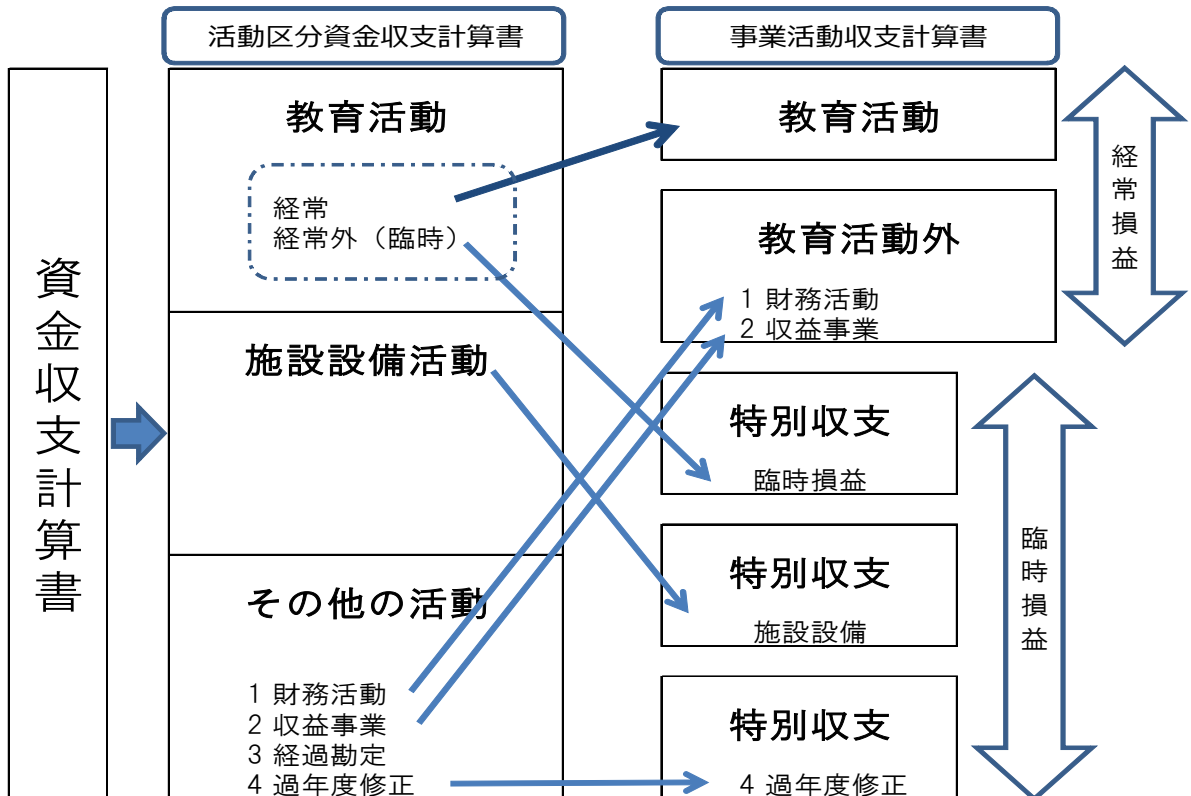 活動区分資金収支計算書
事業活動収支計算書
資金収支計算書
教育活動
経常
経常外（臨時）
施設設備活動
その他の活動
1 財務活動
2 収益事業
3 経過勘定
4 過年度修正
教育活動
教育活動外
1 財務活動
2 収益事業
特別収支
臨時損益
特別収支
施設設備
特別収支
4 過年度修正
経常損益
臨時損益